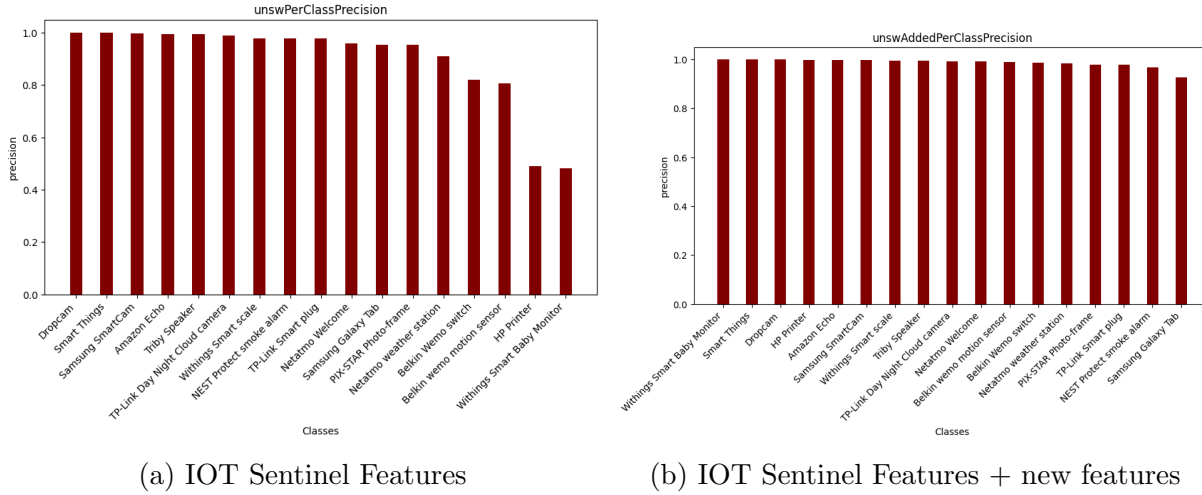 unswPerClassPrecision
1.0
0.8
0.6
0.4
0.2
0.0
precision
Dropcam
Smart Things
Samsung SmartCam
Amazon Echo
Triby Speaker
TP-Link Day Night Cloud camera
Withings Smart scale
NEST Protect smoke alarm
TP-Link Smart plug
Netatmo Welcome
Samsung Galaxy Tab
PIX-STAR Photo-frame
Netatmo weather station
Belkin Wemo switch
Belkin wemo motion sensor
HP Printer
Withings Smart Baby Monitor
Classes
(a) IOT Sentinel Features
unswAddedPerClassPrecision
1.0
0.8
0.6
0.4
0.2
0.0
precision
Withings Smart Baby Monitor
Smart Things
Dropcam
HP Printer
Amazon Echo
Samsung SmartCam
Withings Smart scale
Triby Speaker
TP-Link Day Night Cloud camera
Netatmo Welcome
Belkin wemo motion sensor
Belkin Wemo switch
Netatmo weather station
PIX-STAR Photo-frame
TP-Link Smart plug
NEST Protect smoke alarm
Samsung Galaxy Tab
Classes
(b) IOT Sentinel Features + new features